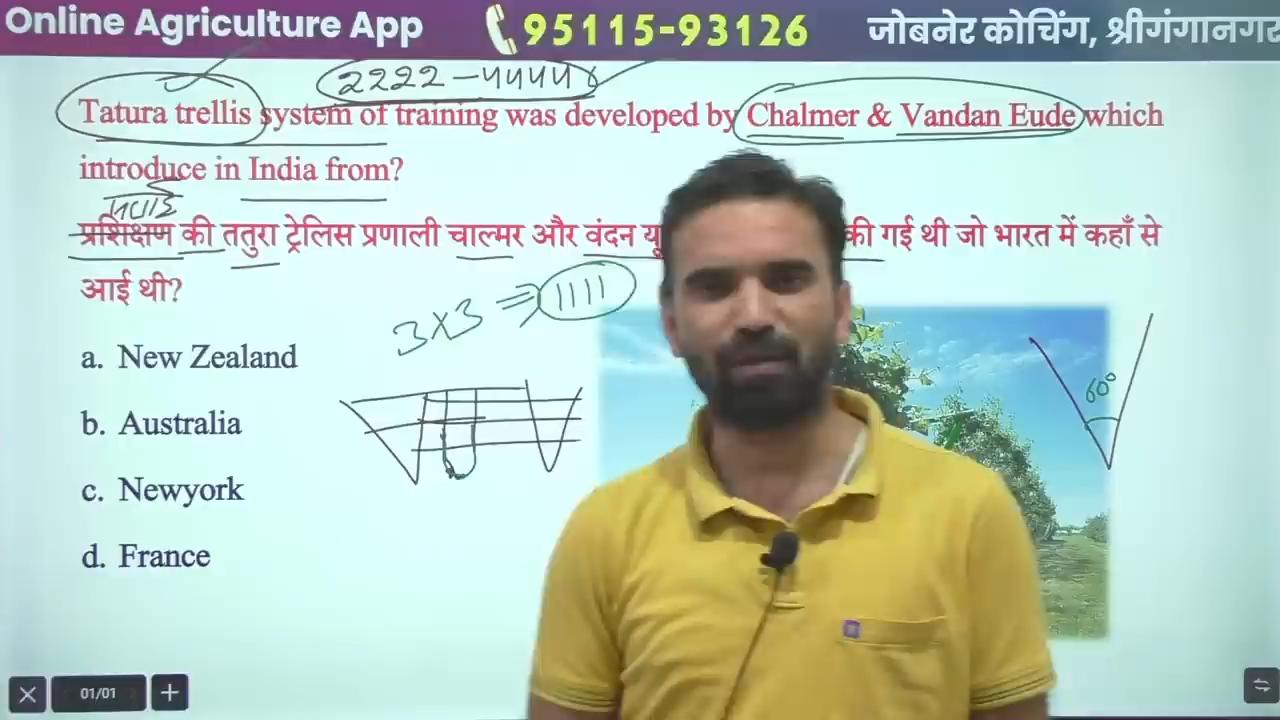 Online Agriculture App 95115-93126 जोबनेर कोचिंग, श्रीगंगानगर
2222-4444
Tatura trellis system of training was developed by Chalmer & Vandan Eude which
introduce in India from?
प्रशिक्षण की ततुरा ट्रेलिस प्रणाली चाल्मर और वंदन यू की गई थी जो भारत में कहाँ से
आई थी?
3x3 ⇒ 1111
a. New Zealand
60°
b. Australia
c. Newyork
d. France
01/01